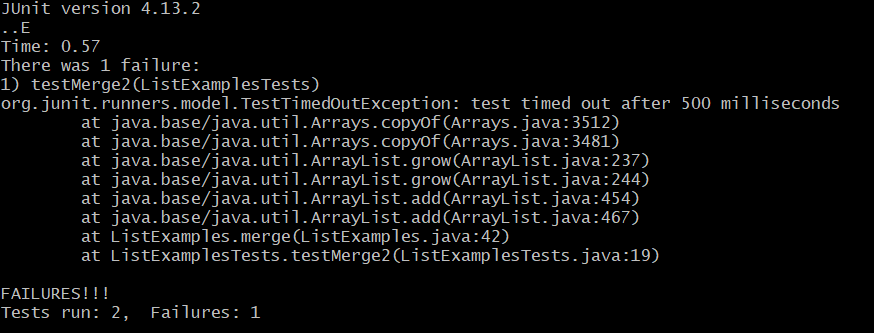 JUnit version 4.13.2
..E
Time: 0.57
There was 1 failure:
1) testMerge2(ListExamplesTests)
org.junit.runners.model.TestTimedOutException: test timed out after 500 milliseconds
        at java.base/java.util.Arrays.copyOf(Arrays.java:3512)
        at java.base/java.util.Arrays.copyOf(Arrays.java:3481)
        at java.base/java.util.ArrayList.grow(ArrayList.java:237)
        at java.base/java.util.ArrayList.grow(ArrayList.java:244)
        at java.base/java.util.ArrayList.add(ArrayList.java:454)
        at java.base/java.util.ArrayList.add(ArrayList.java:467)
        at ListExamples.merge(ListExamples.java:42)
        at ListExamplesTests.testMerge2(ListExamplesTests.java:19)

FAILURES!!!
Tests run: 2,  Failures: 1